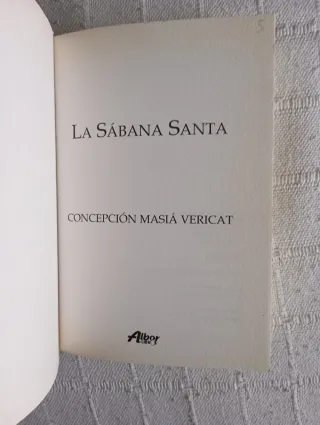 LA SÁBANA SANTA
CONCEPCIÓN MASIÁ VERICAT
Albor